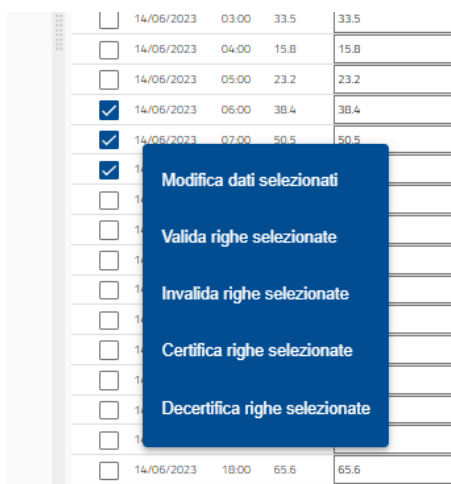 14/06/2023 03:00 33.5 33.5
14/06/2023 04:00 15.8 15.8
14/06/2023 05:00 23.2 23.2
14/06/2023 06:00 38.4 38.4
14/06/2023 07:00 50.5 50.5
Modifica dati selezionati
Valida righe selezionate
Invalida righe selezionate
Certifica righe selezionate
Decertifica righe selezionate
14/06/2023 18:00 65.6 65.6